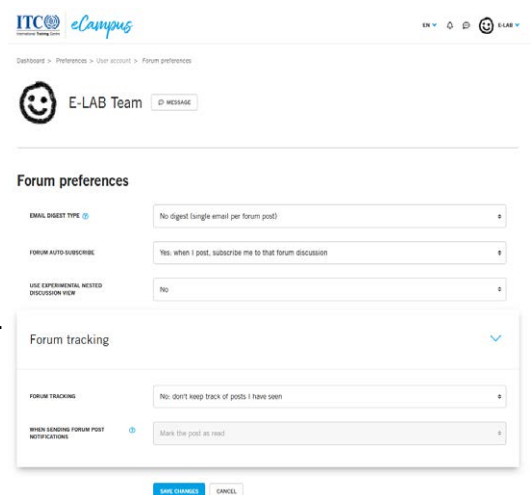 ITC
International Training Centre
eCampus
EN
E-LAB
Dashboard > Preferences > User account > Forum preferences
E-LAB Team
MESSAGE
Forum preferences
EMAIL DIGEST TYPE
No digest (single email per forum post)
FORUM AUTO-SUBSCRIBE
Yes: when I post, subscribe me to that forum discussion
USE EXPERIMENTAL NESTED
DISCUSSION VIEW
No
Forum tracking
FORUM TRACKING
No: don't keep track of posts I have seen
WHEN SENDING FORUM POST
NOTIFICATIONS
Mark the post as read
SAVE CHANGES
CANCEL